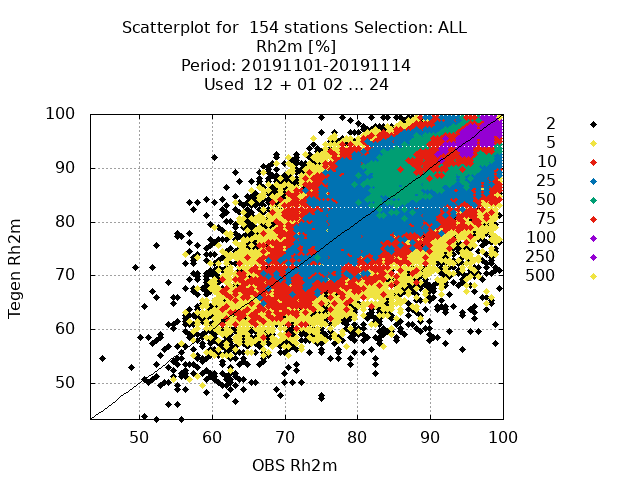 Scatterplot for  154 stations Selection: ALL
Rh2m [%]
Period: 20191101-20191114
Used  12 + 01 02 ... 24
100
90
80
70
60
50
Tegen Rh2m
50 60 70 80 90 100
OBS Rh2m
2
5
10
25
50
75
100
250
500